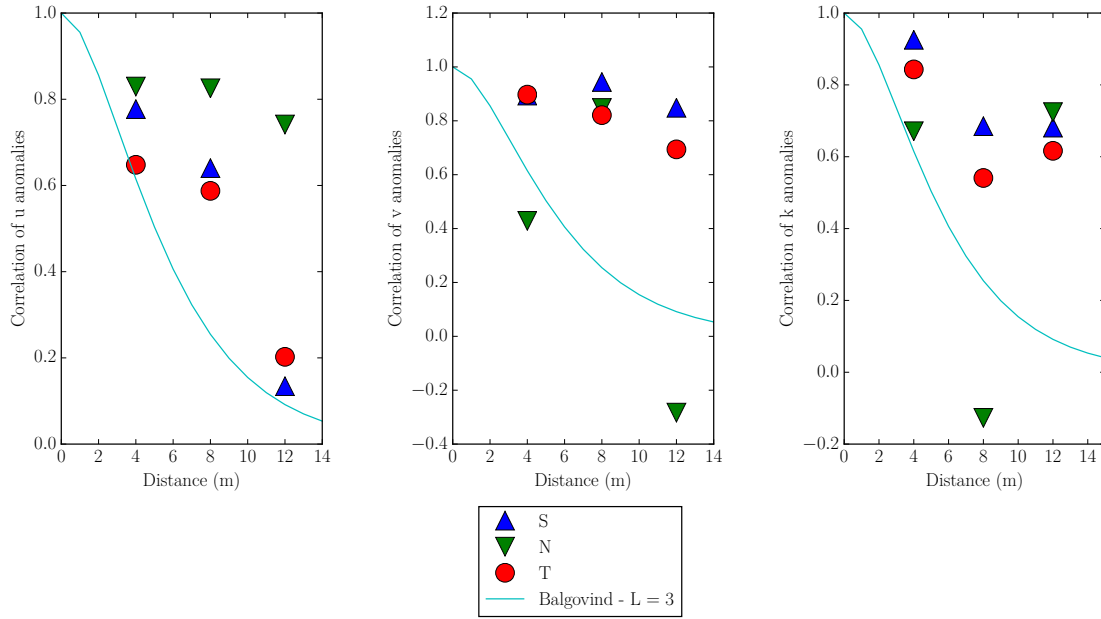 1.0
0.8
0.6
0.4
0.2
0.0
0 2 4 6 8 10 12 14
Distance (m)
Correlation of u anomalies
1.2
1.0
0.8
0.6
0.4
0.2
0.0
−0.2
−0.4
0 2 4 6 8 10 12 14
Distance (m)
Correlation of v anomalies
1.0
0.8
0.6
0.4
0.2
0.0
−0.2
0 2 4 6 8 10 12 14
Distance (m)
Correlation of k anomalies
S
N
T
Balgovind - L = 3